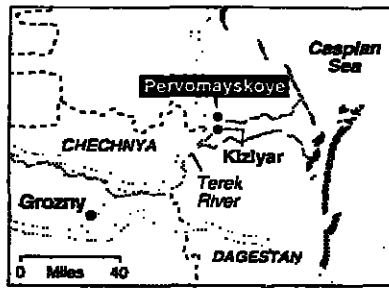 Caspian
Sea
Pervomayskoye
CHECHNYA
Kizlyar
Terek
River
Grozny
DAGESTAN
0 Miles 40